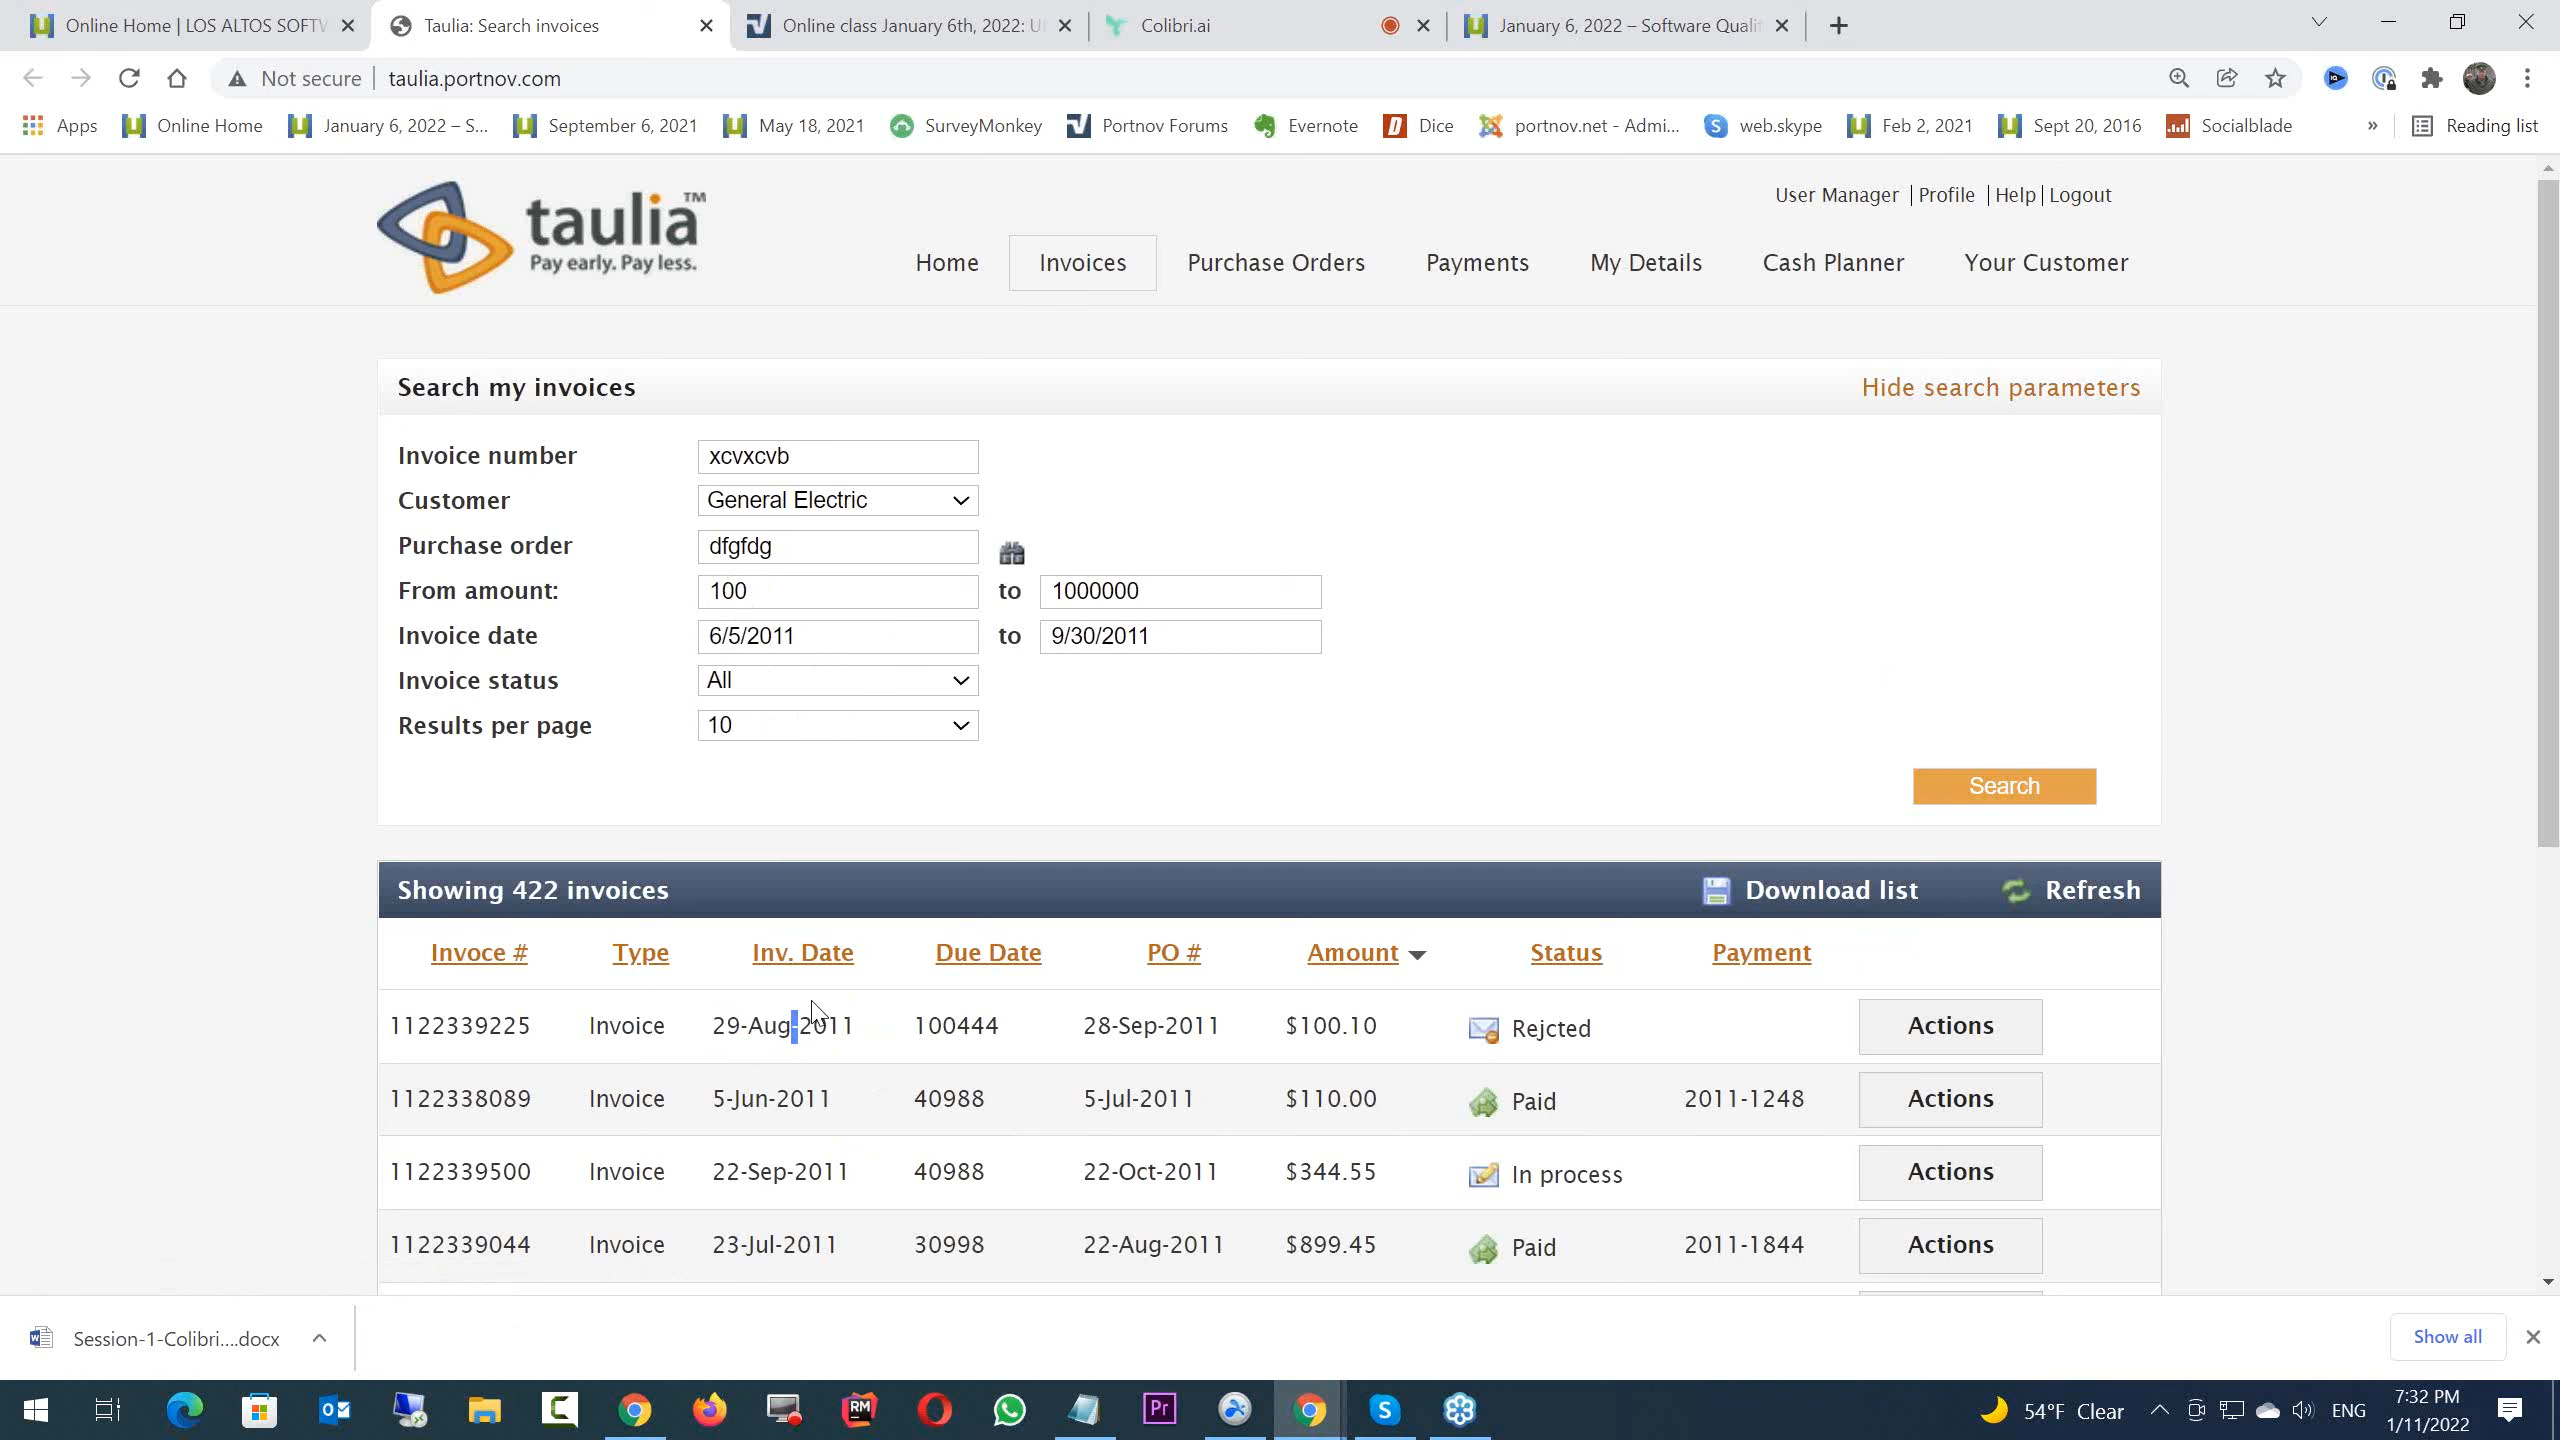 Online Home | LOS ALTOS SOFTV
Taulia: Search invoices
Online class January 6th, 2022: U
Colibri.ai
January 6, 2022 – Software Quali
Not secure
taulia.portnov.com
Apps
Online Home
January 6, 2022 – S...
September 6, 2021
May 18, 2021
SurveyMonkey
Portnov Forums
Evernote
Dice
portnov.net - Admi...
web.skype
Feb 2, 2021
Sept 20, 2016
Socialblade
»
Reading list
taulia™
Pay early. Pay less.
User Manager | Profile | Help | Logout
Home
Invoices
Purchase Orders
Payments
My Details
Cash Planner
Your Customer
Search my invoices
Hide search parameters
Invoice number xcvxcvb
Customer General Electric
Purchase order dfgfdg
From amount: 100 to 1000000
Invoice date 6/5/2011 to 9/30/2011
Invoice status All
Results per page 10
Search
Showing 422 invoices
Download list
Refresh
Invoce # Type Inv. Date Due Date PO # Amount Status Payment
1122339225 Invoice 29-Aug-2011 100444 28-Sep-2011 $100.10 Rejcted Actions
1122338089 Invoice 5-Jun-2011 40988 5-Jul-2011 $110.00 Paid 2011-1248 Actions
1122339500 Invoice 22-Sep-2011 40988 22-Oct-2011 $344.55 In process Actions
1122339044 Invoice 23-Jul-2011 30998 22-Aug-2011 $899.45 Paid 2011-1844 Actions
Session-1-Colibri....docx
Show all
RM
Pr
54°F Clear
ENG
7:32 PM
1/11/2022